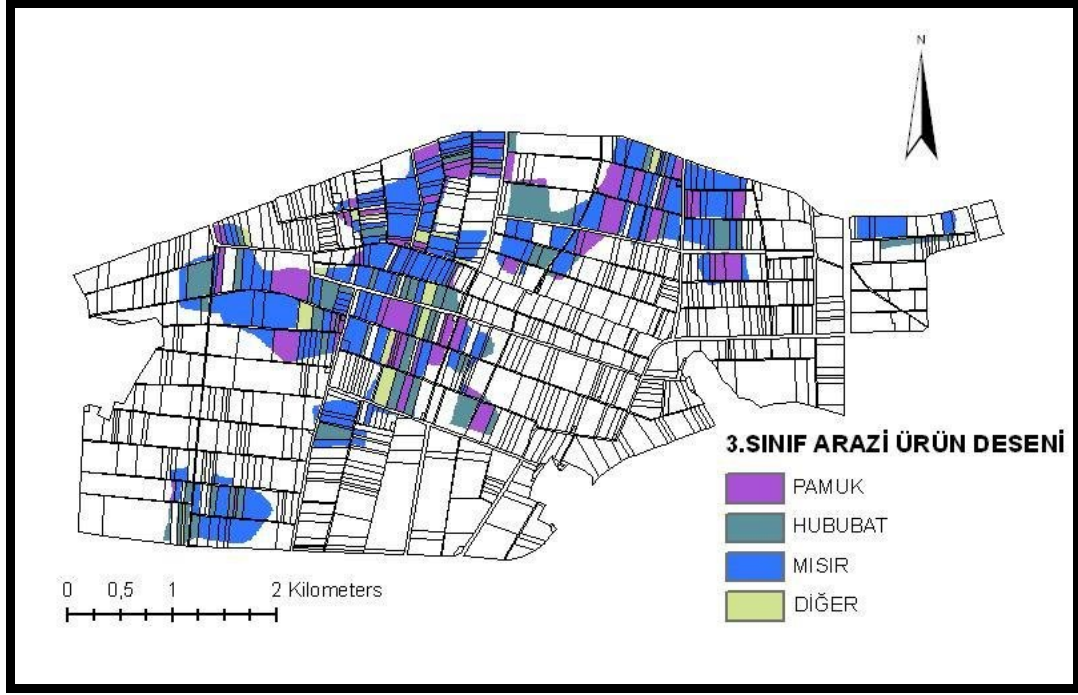 N
3.SINIF ARAZİ ÜRÜN DESENİ
PAMUK
HUBUBAT
MISIR
DİĞER
0 0,5 1 2 Kilometers